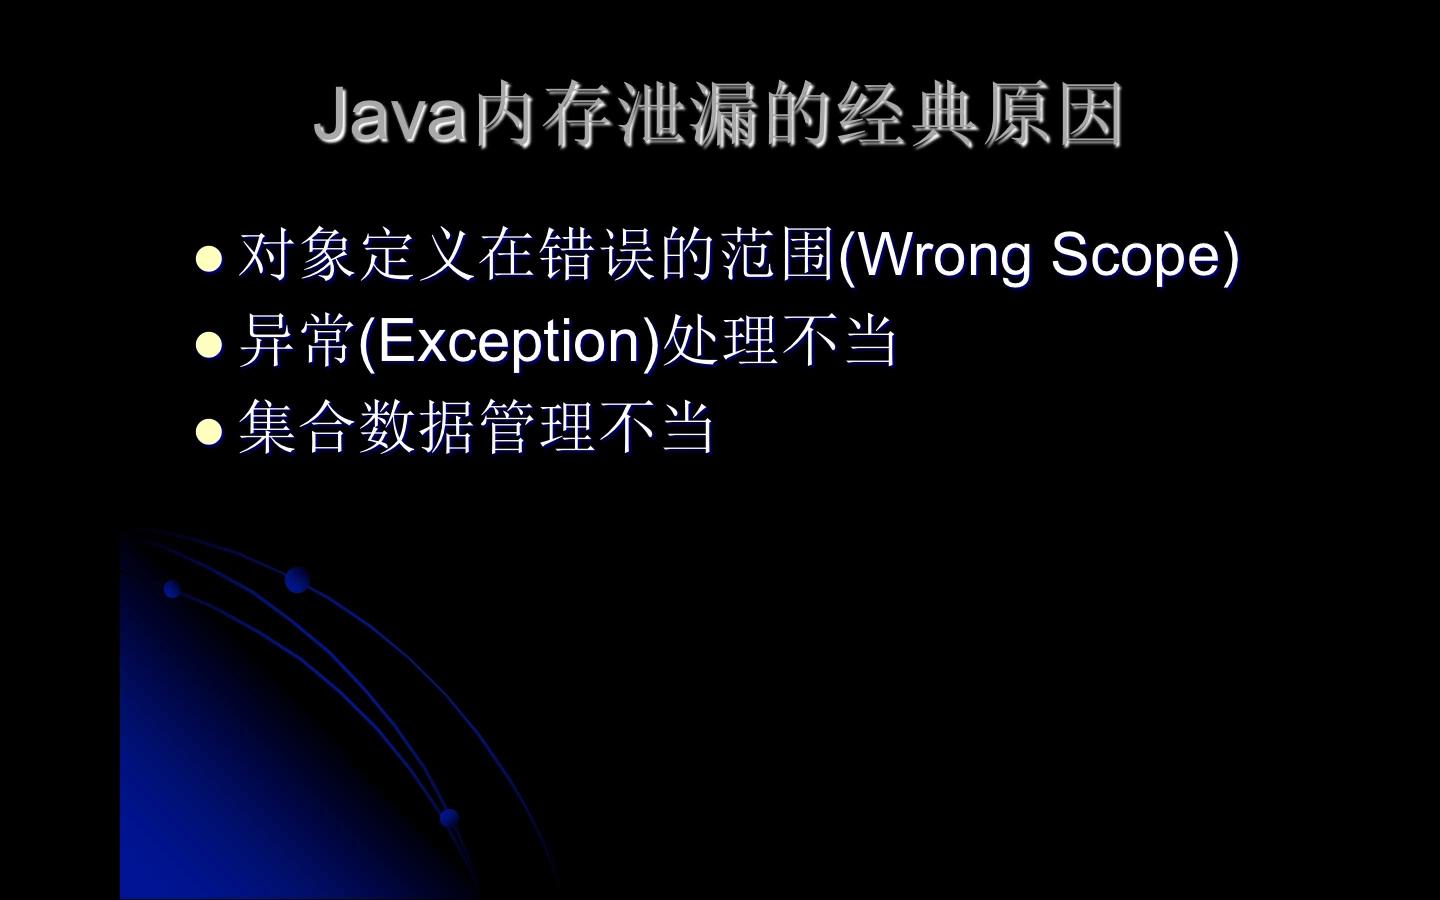 Java内存泄漏的经典原因
对象定义在错误的范围(Wrong Scope)
异常(Exception)处理不当
集合数据管理不当